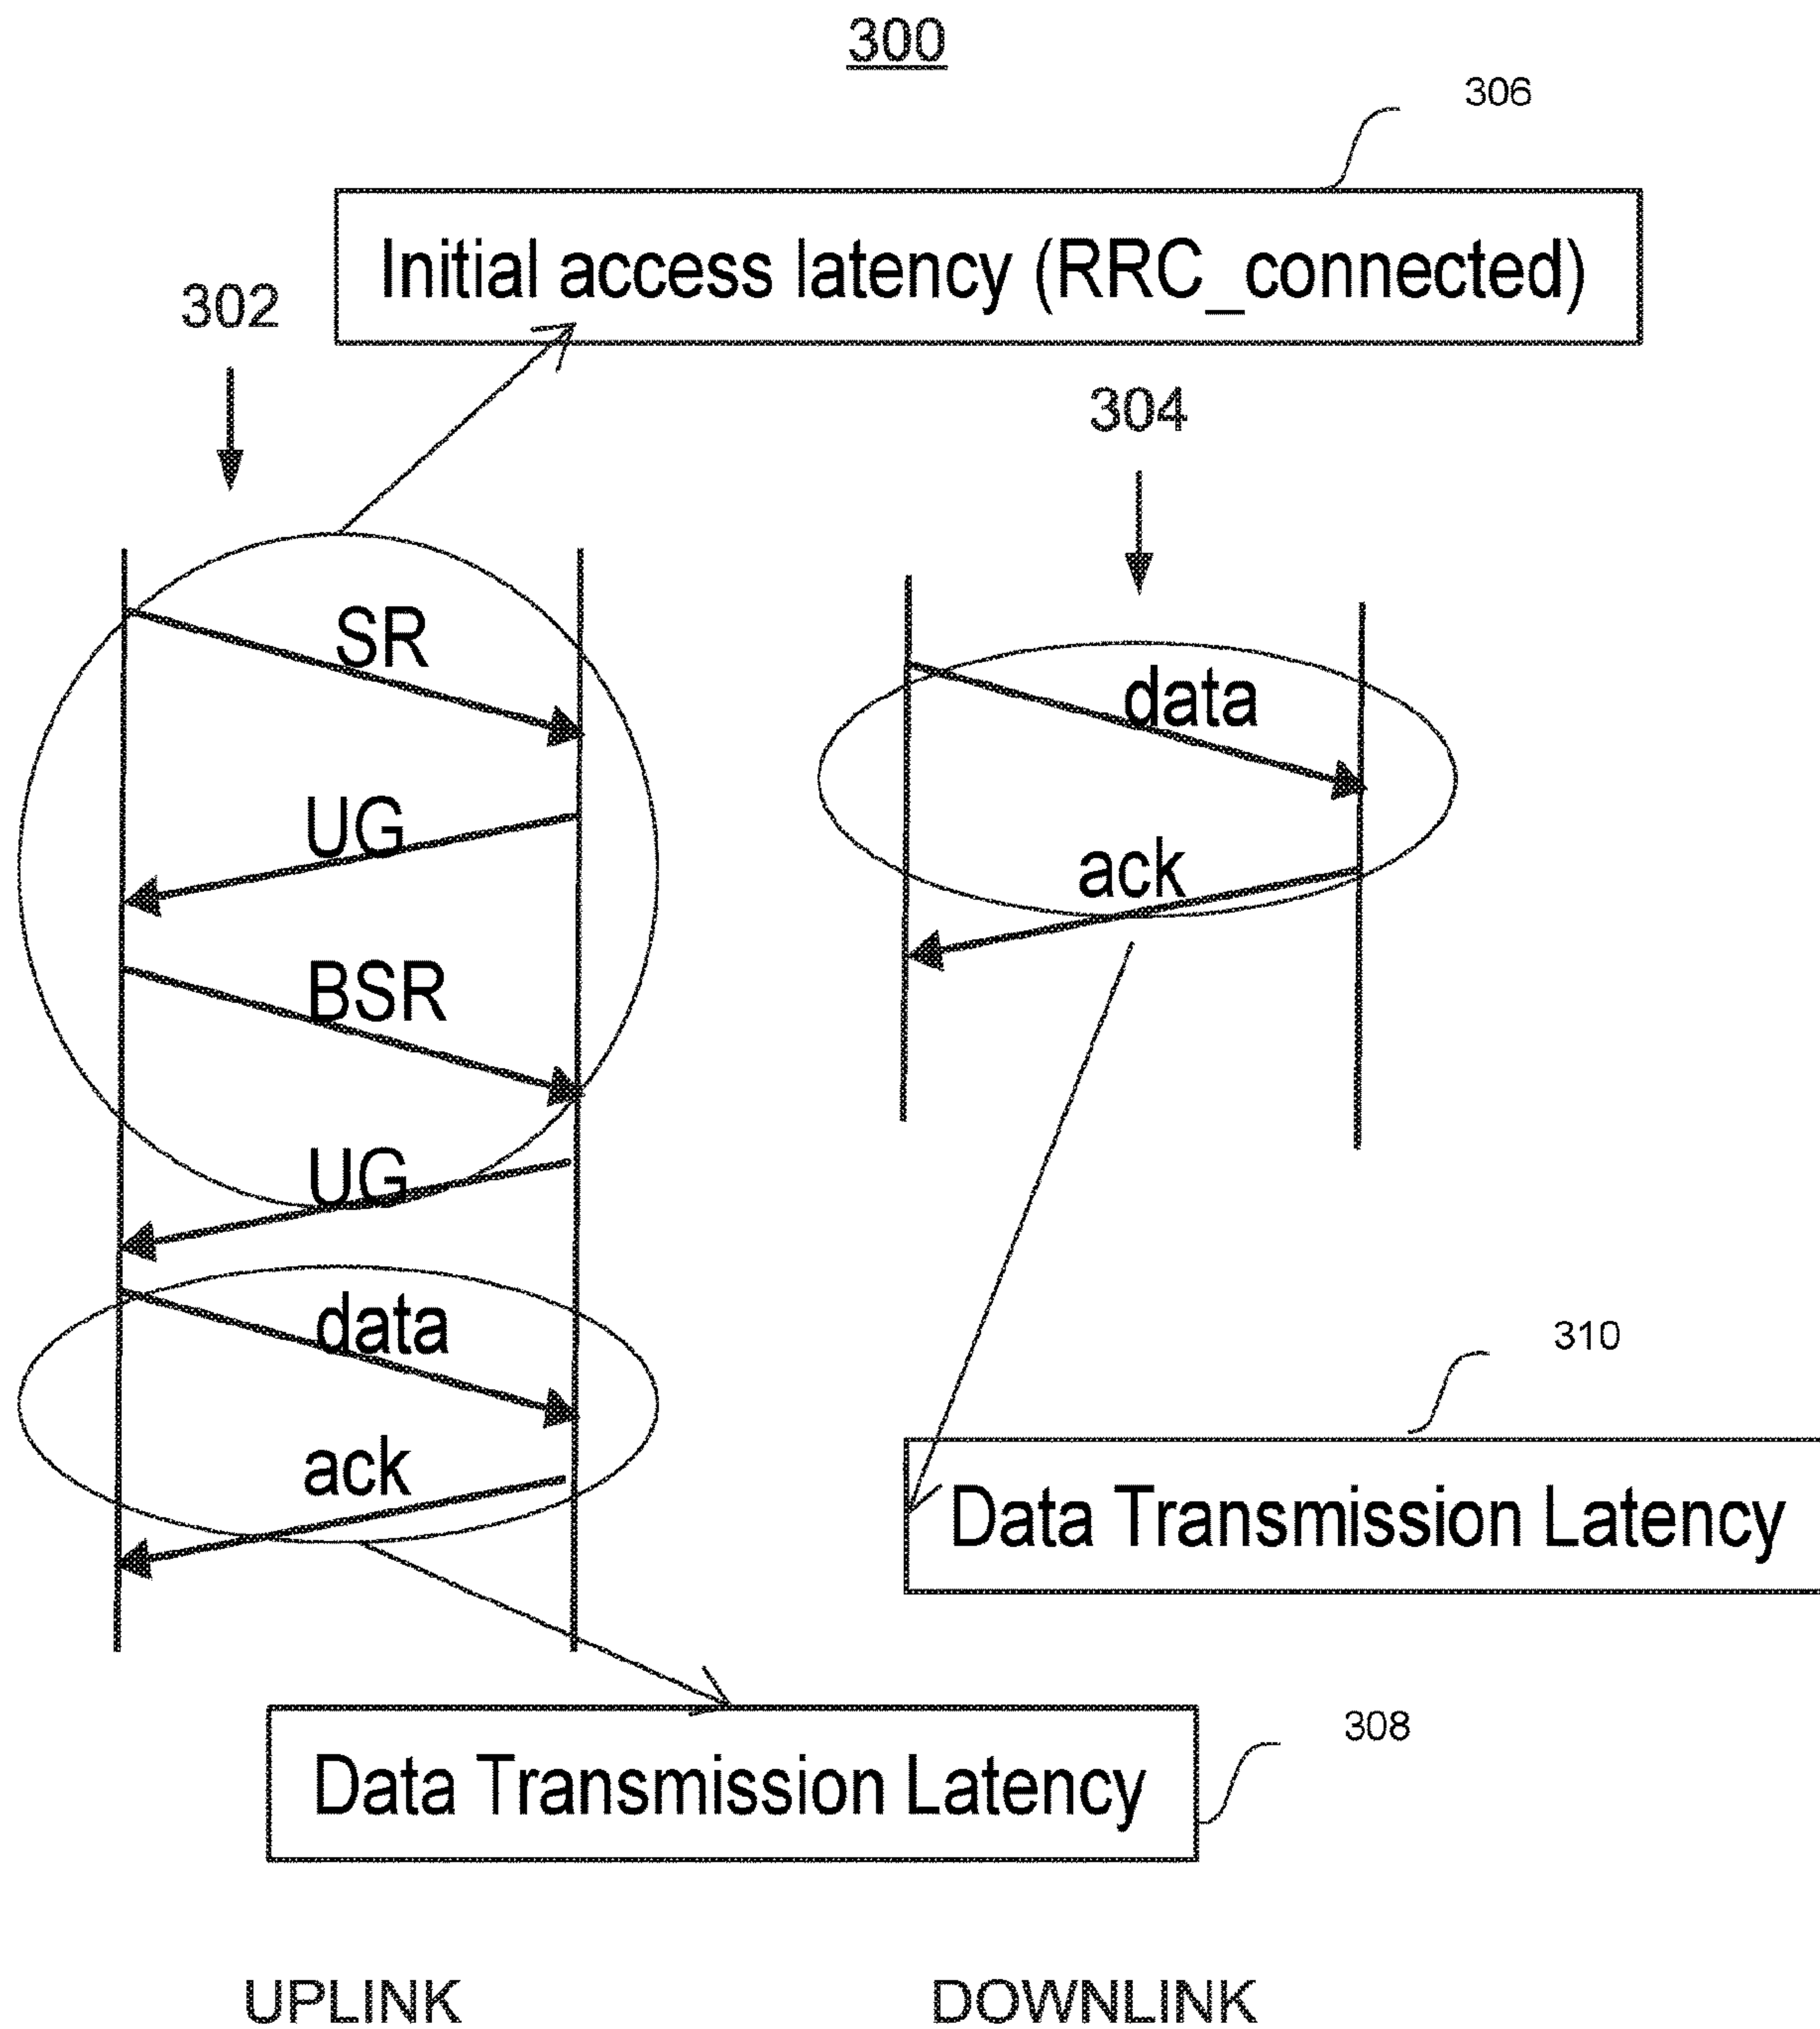 300
306
Initial access latency (RRC_connected)
302
304
SR
data
UG
ack
BSR
UG
data
310
ack
Data Transmission Latency
308
Data Transmission Latency
UPLINK
DOWNLINK